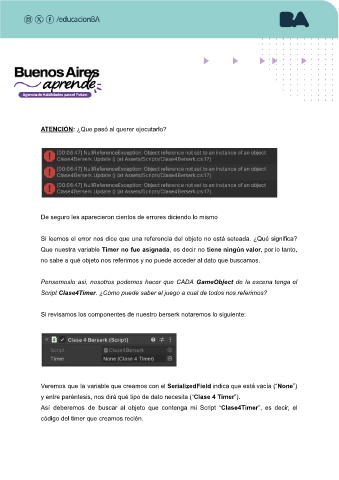 /educacionBA
BA
Buenos Aires
aprende
Agencia de Habilidades para el Futuro
ATENCIÓN: ¿Que pasó al querer ejecutarlo?
[00:06:47] NullReferenceException: Object reference not set to an instance of an object
Clase4Berserk.Update () (at Assets/Scripts/Clase4Berserk.cs:17)
[00:06:47] NullReferenceException: Object reference not set to an instance of an object
Clase4Berserk.Update () (at Assets/Scripts/Clase4Berserk.cs:17)
[00:06:47] NullReferenceException: Object reference not set to an instance of an object
Clase4Berserk.Update () (at Assets/Scripts/Clase4Berserk.cs:17)
De seguro les aparecieron cientos de errores diciendo lo mismo
Si leemos el error nos dice que una referencia del objeto no está seteada. ¿Qué significa?
Que nuestra variable Timer no fue asignada, es decir no tiene ningún valor, por lo tanto,
no sabe a qué objeto nos referimos y no puede acceder al dato que buscamos.
Pensemoslo asi, nosotros podemos hacer que CADA GameObject de la escena tenga el
Script Clase4Timer. ¿Cómo puede saber el juego a cual de todos nos referimos?
Si revisamos los componentes de nuestro berserk notaremos lo siguiente:
Clase 4 Berserk (Script)
Script Clase4Berserk
Timer None (Clase 4 Timer)
Veremos que la variable que creamos con el SerializedField indica que está vacía ("None")
y entre paréntesis, nos dirá qué tipo de dato necesita ("Clase 4 Timer").
Así deberemos de buscar al objeto que contenga mi Script "Clase4Timer", es decir, el
código del timer que creamos recién.